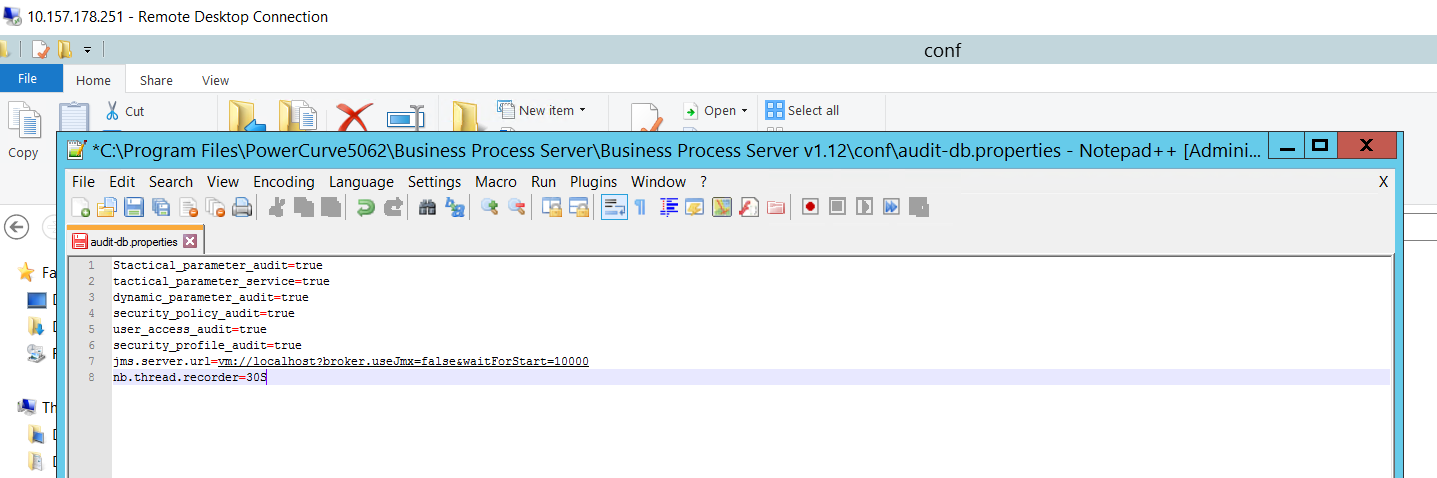 10.157.178.251 - Remote Desktop Connection
conf
File Home Share View
Cut
New item
Open
Select all
Copy
*C:\Program Files\PowerCurve5062\Business Process Server\Business Process Server v1.12\conf\audit-db.properties - Notepad++ [Admini...
File Edit Search View Encoding Language Settings Macro Run Plugins Window ? X
audit-db.properties
1 Stactical_parameter_audit=true
2 tactical_parameter_service=true
3 dynamic_parameter_audit=true
4 security_policy_audit=true
5 user_access_audit=true
6 security_profile_audit=true
7 jms.server.url=vm://localhost?broker.useJmx=false&waitForStart=10000
8 nb.thread.recorder=30S
Fa
Th